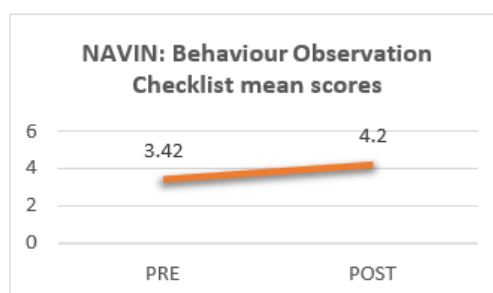 NAVIN: Behaviour Observation
Checklist mean scores
6
4.2
3.42
4
2
0
PRE POST